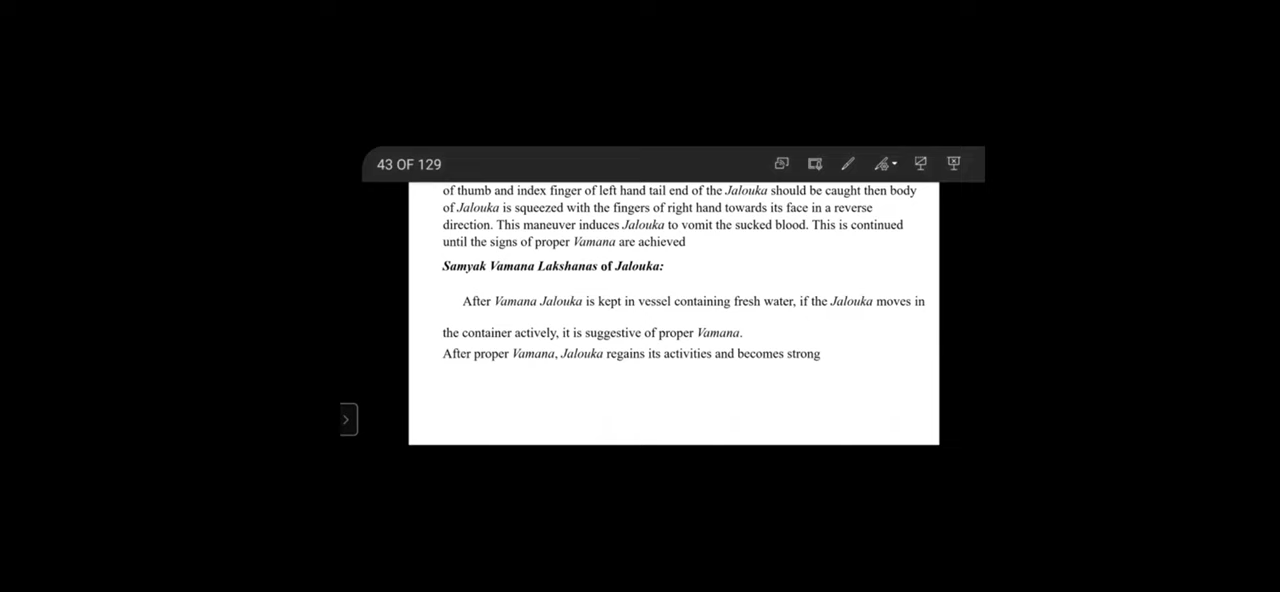 43 OF 129
of thumb and index finger of left hand tail end of the Jalouka should be caught then body
of Jalouka is squeezed with the fingers of right hand towards its face in a reverse
direction. This maneuver induces Jalouka to vomit the sucked blood. This is continued
until the signs of proper Vamana are achieved
Samyak Vamana Lakshanas of Jalouka:
After Vamana Jalouka is kept in vessel containing fresh water, if the Jalouka moves in
the container actively, it is suggestive of proper Vamana.
After proper Vamana, Jalouka regains its activities and becomes strong